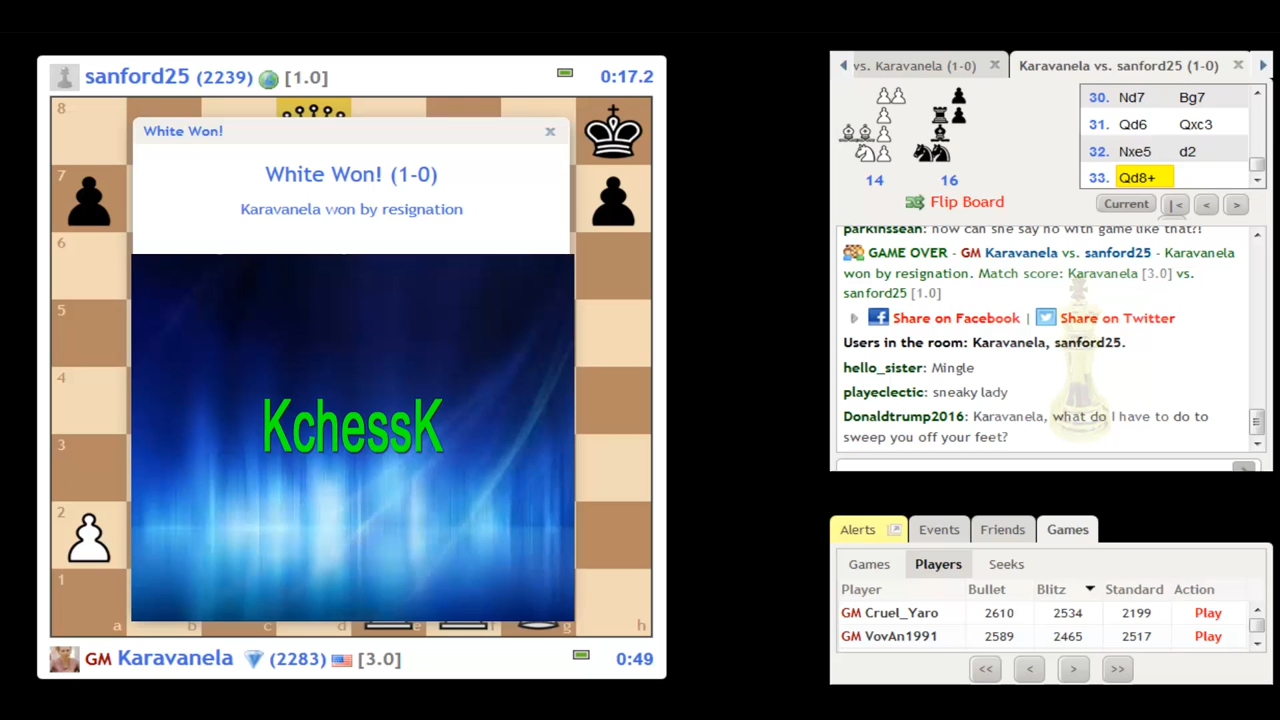 sanford25 (2239) [1.0]
0:17.2
8
7
6
5
4
3
2
1
a b c d e f g h
White Won!
White Won! (1-0)
Karavanela won by resignation
KchessK
GM Karavanela (2283) [3.0]
0:49
vs. Karavanela (1-0)
Karavanela vs. sanford25 (1-0)
14 16
Flip Board
30. Nd7 Bg7
31. Qd6 Qxc3
32. Nxe5 d2
33. Qd8+
Current |< < >
parkinssean: how can she say no with game like that?!
GAME OVER - GM Karavanela vs. sanford25 - Karavanela
won by resignation. Match score: Karavanela [3.0] vs.
sanford25 [1.0]
Share on Facebook | Share on Twitter
Users in the room: Karavanela, sanford25.
hello_sister: Mingle
playeclectic: sneaky lady
Donaldtrump2016: Karavanela, what do I have to do to
sweep you off your feet?
Alerts Events Friends Games
Games Players Seeks
Player Bullet Blitz Standard Action
GM Cruel_Yaro 2610 2534 2199 Play
GM VovAn1991 2589 2465 2517 Play
<< < > >>